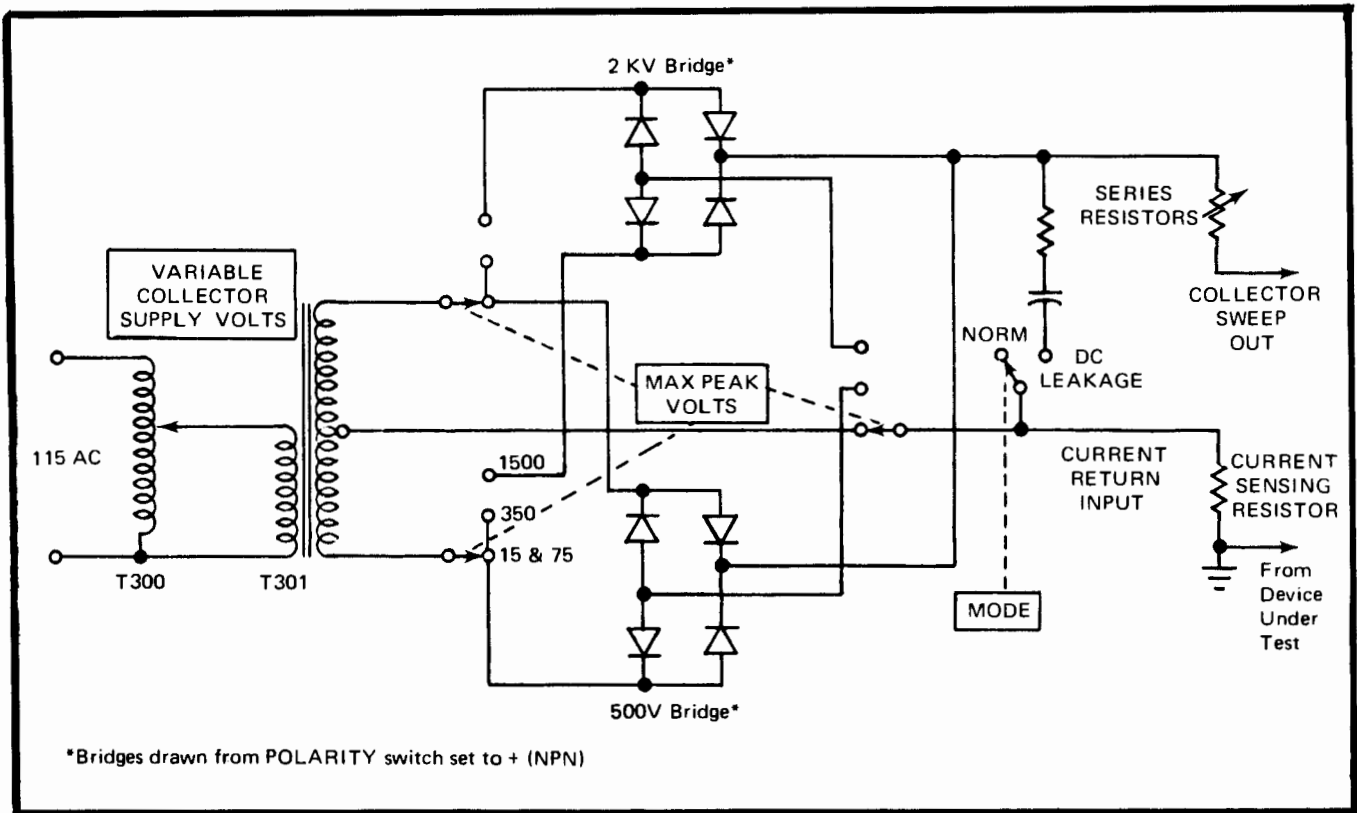 2 KV Bridge*
VARIABLE
COLLECTOR
SUPPLY VOLTS
SERIES
RESISTORS
COLLECTOR
SWEEP
OUT
NORM
DC
LEAKAGE
MAX PEAK
VOLTS
115 AC
1500
350
15 & 75
CURRENT
RETURN
INPUT
CURRENT
SENSING
RESISTOR
T300
T301
MODE
From
Device
Under
Test
500V Bridge*
*Bridges drawn from POLARITY switch set to + (NPN)